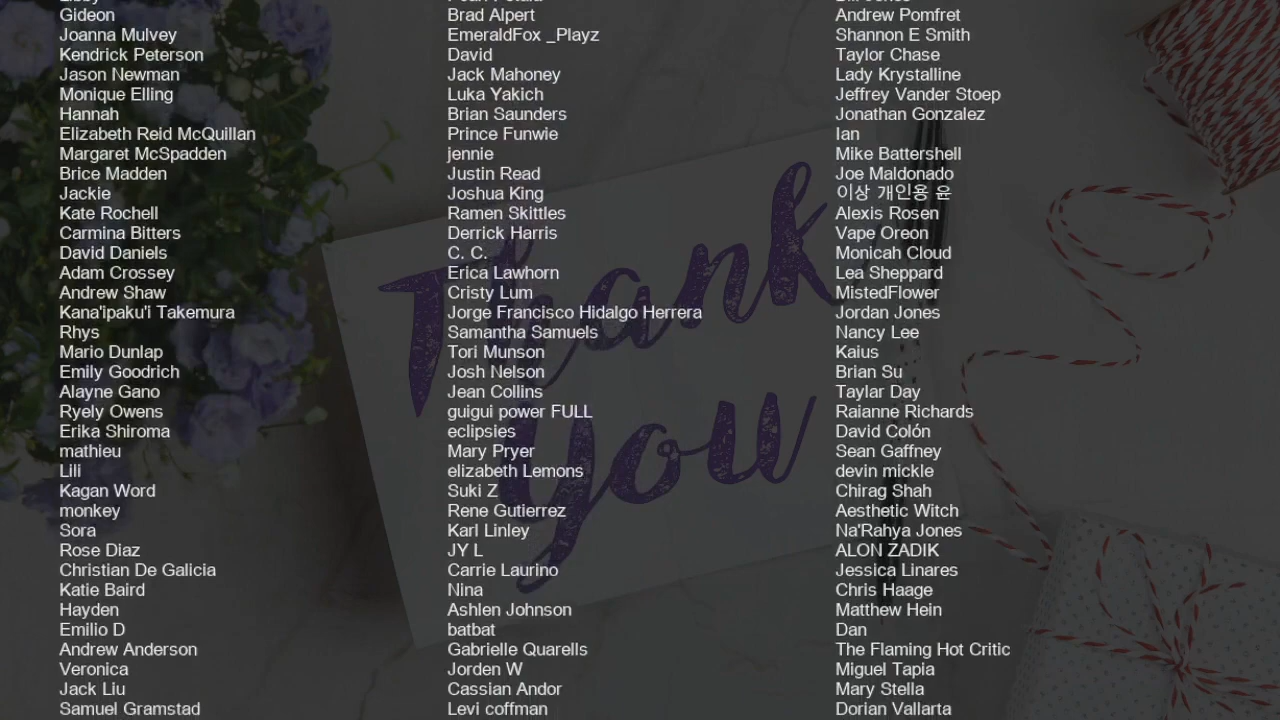 Gideon
Joanna Mulvey
Kendrick Peterson
Jason Newman
Monique Elling
Hannah
Elizabeth Reid McQuillan
Margaret McSpadden
Brice Madden
Jackie
Kate Rochell
Carmina Bitters
David Daniels
Adam Crossey
Andrew Shaw
Kana'ipaku'i Takemura
Rhys
Mario Dunlap
Emily Goodrich
Alayne Gano
Ryely Owens
Erika Shiroma
mathieu
Lili
Kagan Word
monkey
Sora
Rose Diaz
Christian De Galicia
Katie Baird
Hayden
Emilio D
Andrew Anderson
Veronica
Jack Liu
Samuel Gramstad
Brad Alpert
EmeraldFox _Playz
David
Jack Mahoney
Luka Yakich
Brian Saunders
Prince Funwie
jennie
Justin Read
Joshua King
Ramen Skittles
Derrick Harris
C. C.
Erica Lawhorn
Cristy Lum
Jorge Francisco Hidalgo Herrera
Samantha Samuels
Tori Munson
Josh Nelson
Jean Collins
guigui power FULL
eclipsies
Mary Pryer
elizabeth Lemons
Suki Z
Rene Gutierrez
Karl Linley
JY L
Carrie Laurino
Nina
Ashlen Johnson
batbat
Gabrielle Quarells
Jorden W
Cassian Andor
Levi coffman
Andrew Pomfret
Shannon E Smith
Taylor Chase
Lady Krystalline
Jeffrey Vander Stoep
Jonathan Gonzalez
Ian
Mike Battershell
Joe Maldonado
이상 개인용 윤
Alexis Rosen
Vape Oreon
Monicah Cloud
Lea Sheppard
MistedFlower
Jordan Jones
Nancy Lee
Kaius
Brian Su
Taylar Day
Raianne Richards
David Colón
Sean Gaffney
devin mickle
Chirag Shah
Aesthetic Witch
Na'Rahya Jones
ALON ZADIK
Jessica Linares
Chris Haage
Matthew Hein
Dan
The Flaming Hot Critic
Miguel Tapia
Mary Stella
Dorian Vallarta
Thank
you